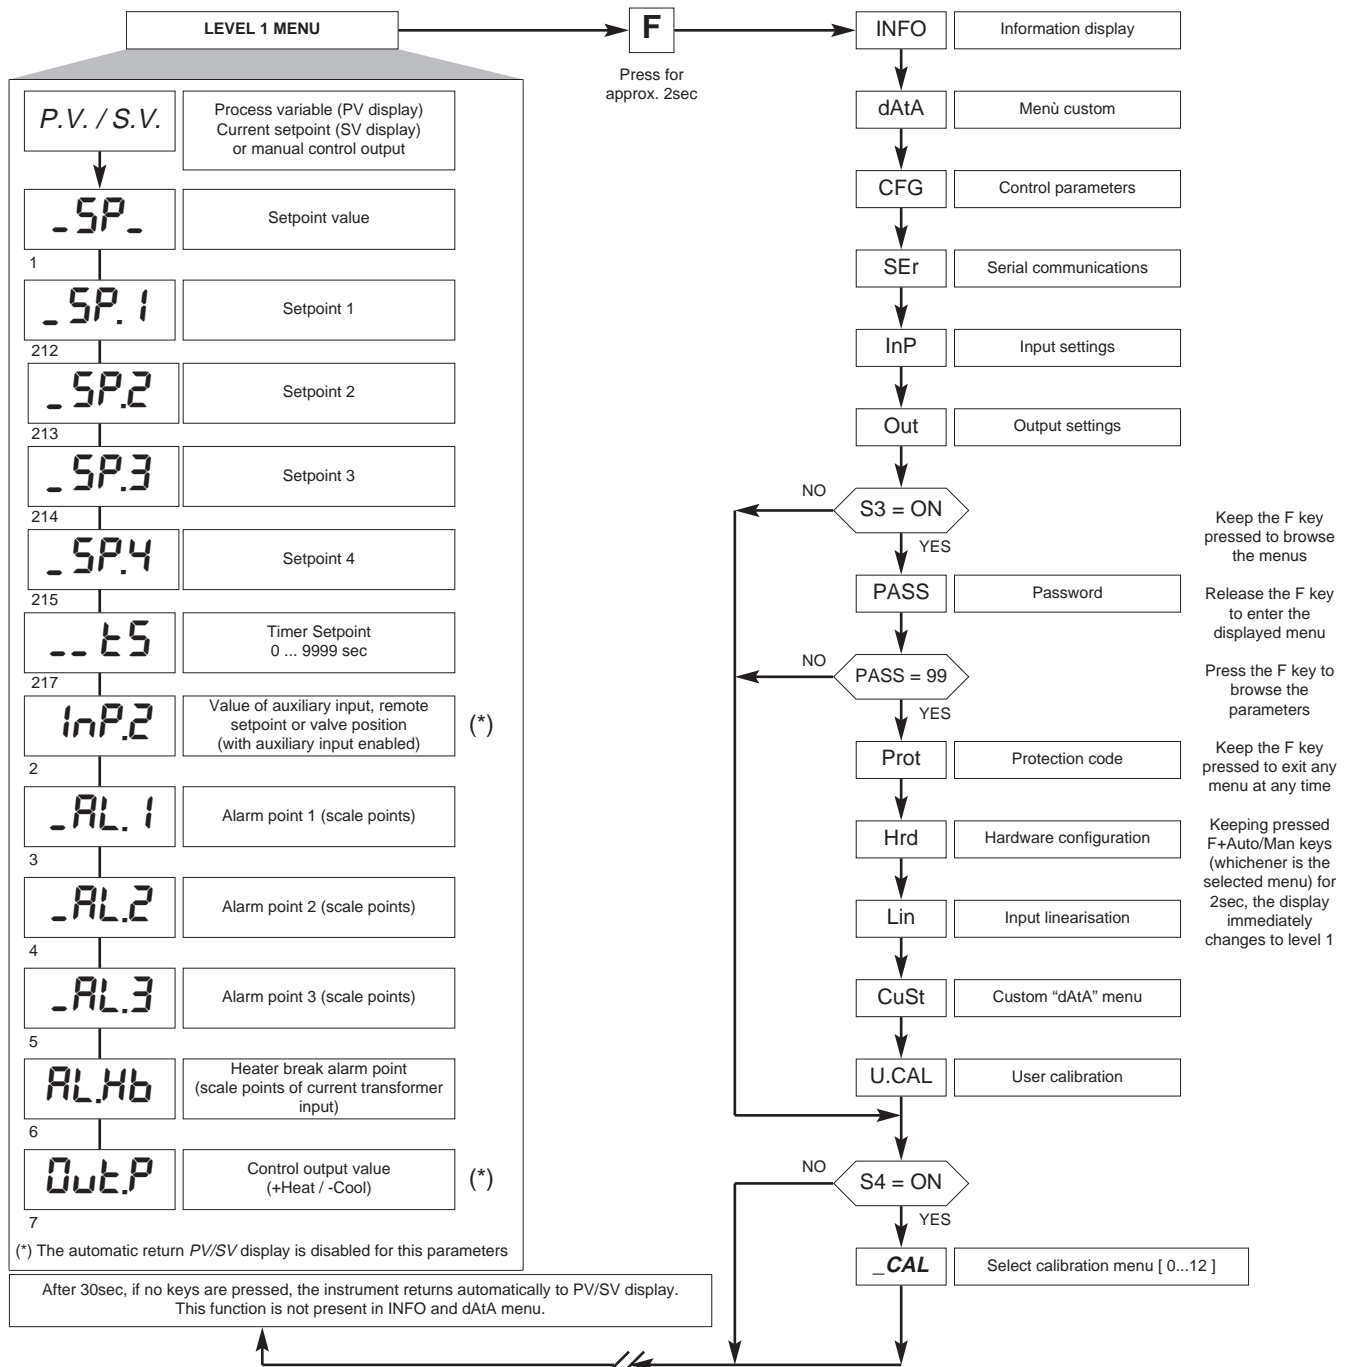 LEVEL 1 MENU
F
Press for
approx. 2sec
P.V. / S.V.
Process variable (PV display)
Current setpoint (SV display)
or manual control output
_SP_
Setpoint value
1
_SP.1
Setpoint 1
212
_SP.2
Setpoint 2
213
_SP.3
Setpoint 3
214
_SP.4
Setpoint 4
215
__tS
Timer Setpoint
0 ... 9999 sec
217
InP.2
Value of auxiliary input, remote
setpoint or valve position
(with auxiliary input enabled)
(*)
2
_AL.1
Alarm point 1 (scale points)
3
_AL.2
Alarm point 2 (scale points)
4
_AL.3
Alarm point 3 (scale points)
5
AL.Hb
Heater break alarm point
(scale points of current transformer
input)
6
Out.P
Control output value
(+Heat / -Cool)
(*)
7
(*) The automatic return PV/SV display is disabled for this parameters
After 30sec, if no keys are pressed, the instrument returns automatically to PV/SV display.
This function is not present in INFO and dAtA menu.
INFO
Information display
dAtA
Menù custom
CFG
Control parameters
SEr
Serial communications
InP
Input settings
Out
Output settings
NO
S3 = ON
YES
PASS
Password
NO
PASS = 99
YES
Prot
Protection code
Hrd
Hardware configuration
Lin
Input linearisation
CuSt
Custom “dAtA” menu
U.CAL
User calibration
NO
S4 = ON
YES
_CAL
Select calibration menu [ 0...12 ]
Keep the F key
pressed to browse
the menus
Release the F key
to enter the
displayed menu
Press the F key to
browse the
parameters
Keep the F key
pressed to exit any
menu at any time
Keeping pressed
F+Auto/Man keys
(whichener is the
selected menu) for
2sec, the display
immediately
changes to level 1